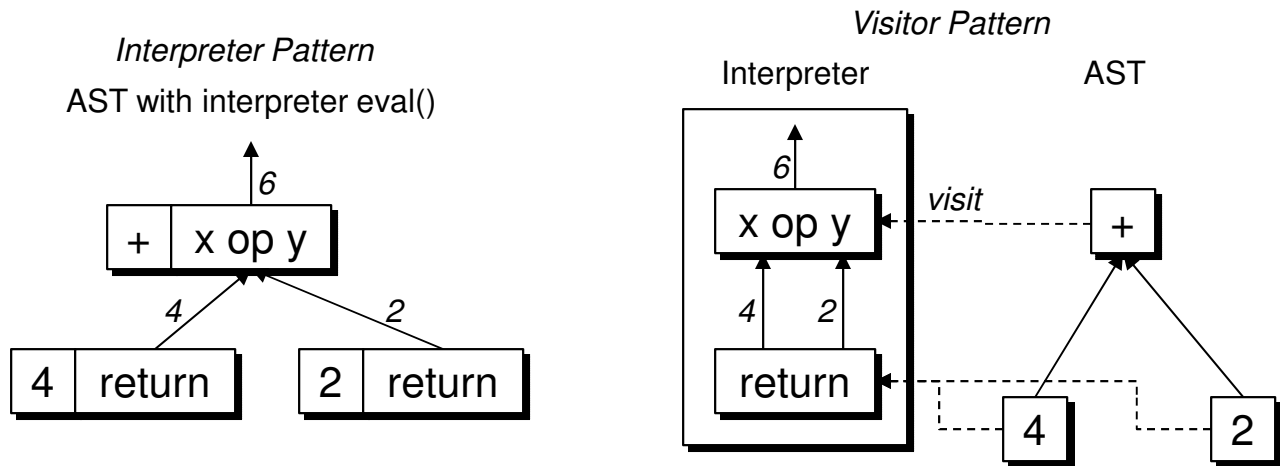 Interpreter Pattern
AST with interpreter eval()
6
+ x op y
4 2
4 return 2 return
Visitor Pattern
Interpreter AST
6
x op y visit +
4 2
return
4 2